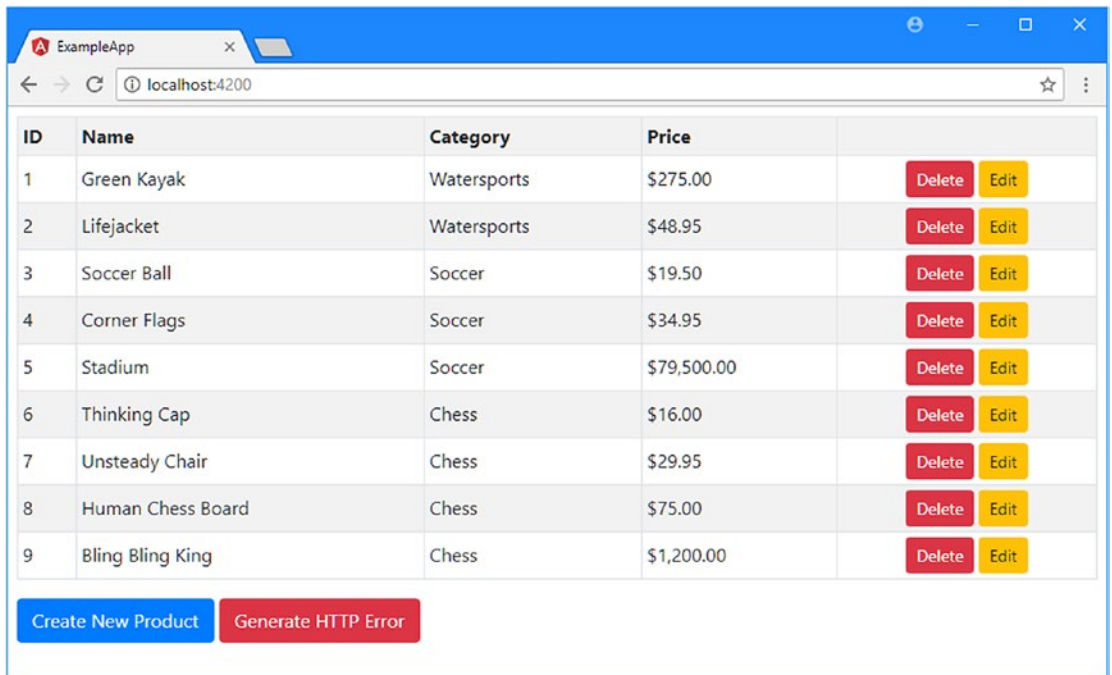 ExampleApp
localhost:4200
ID Name Category Price
1 Green Kayak Watersports $275.00 Delete Edit
2 Lifejacket Watersports $48.95 Delete Edit
3 Soccer Ball Soccer $19.50 Delete Edit
4 Corner Flags Soccer $34.95 Delete Edit
5 Stadium Soccer $79,500.00 Delete Edit
6 Thinking Cap Chess $16.00 Delete Edit
7 Unsteady Chair Chess $29.95 Delete Edit
8 Human Chess Board Chess $75.00 Delete Edit
9 Bling Bling King Chess $1,200.00 Delete Edit
Create New Product Generate HTTP Error